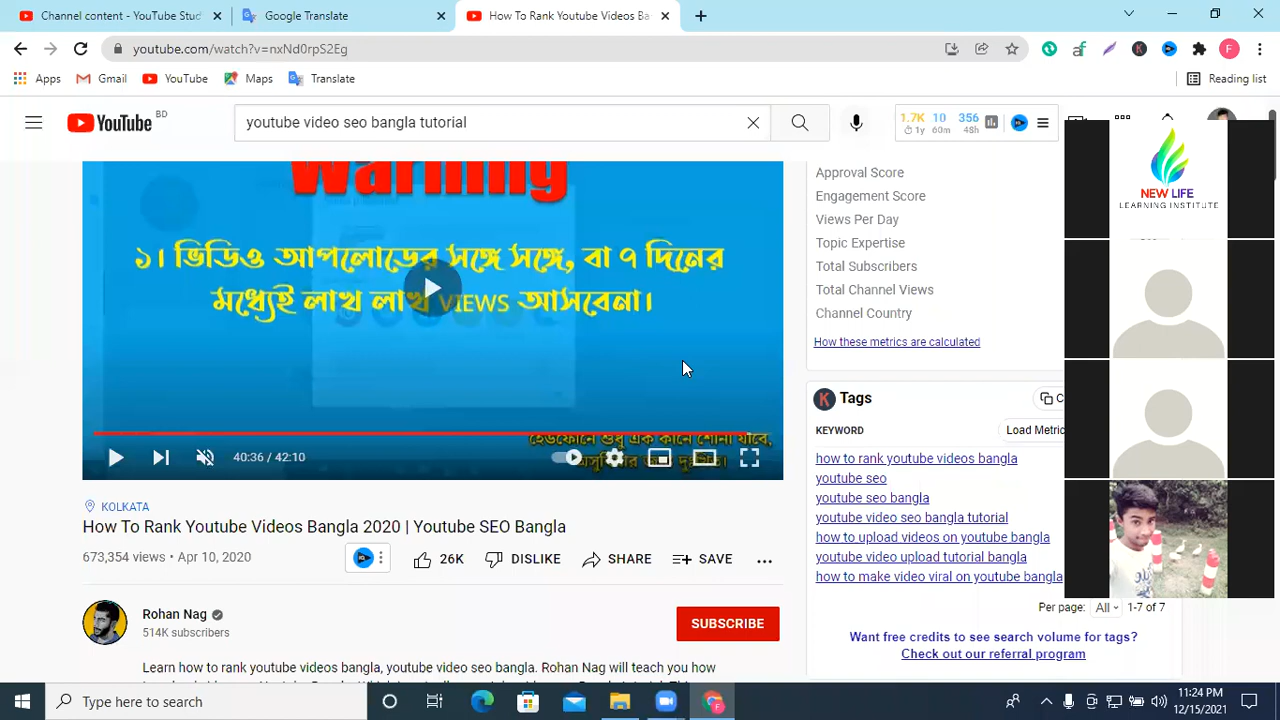 Content - YouTube Studio
Google Translate
How To Rank Youtube Videos Ba
youtube.com/watch?v=nxNd0rpS2Eg
Apps
Gmail
YouTube
Maps
Translate
Reading list
YouTube BD
youtube video seo bangla tutorial
1.7K 10 356
1y 60m 48h
NEW LIFE
LEARNING INSTITUTE
Warning
১। ভিডিও আপলোডের সঙ্গে সঙ্গে, বা ৭ দিনের
মধ্যেই লাখ লাখ VIEWS আসবেনা।
হেডফোনে শুধু এক কানে শোনা যাবে,
40:36 / 42:10
KOLKATA
How To Rank Youtube Videos Bangla 2020 | Youtube SEO Bangla
673,354 views • Apr 10, 2020
26K
DISLIKE
SHARE
SAVE
Rohan Nag
514K subscribers
SUBSCRIBE
Learn how to rank youtube videos bangla, youtube video seo bangla. Rohan Nag will teach you how
Approval Score
Engagement Score
Views Per Day
Topic Expertise
Total Subscribers
Total Channel Views
Channel Country
How these metrics are calculated
K Tags
KEYWORD
Load Metric
how to rank youtube videos bangla
youtube seo
youtube seo bangla
youtube video seo bangla tutorial
how to upload videos on youtube bangla
youtube video upload tutorial bangla
how to make video viral on youtube bangla
Per page: All 1-7 of 7
Want free credits to see search volume for tags?
Check out our referral program
Type here to search
11:24 PM
12/15/2021